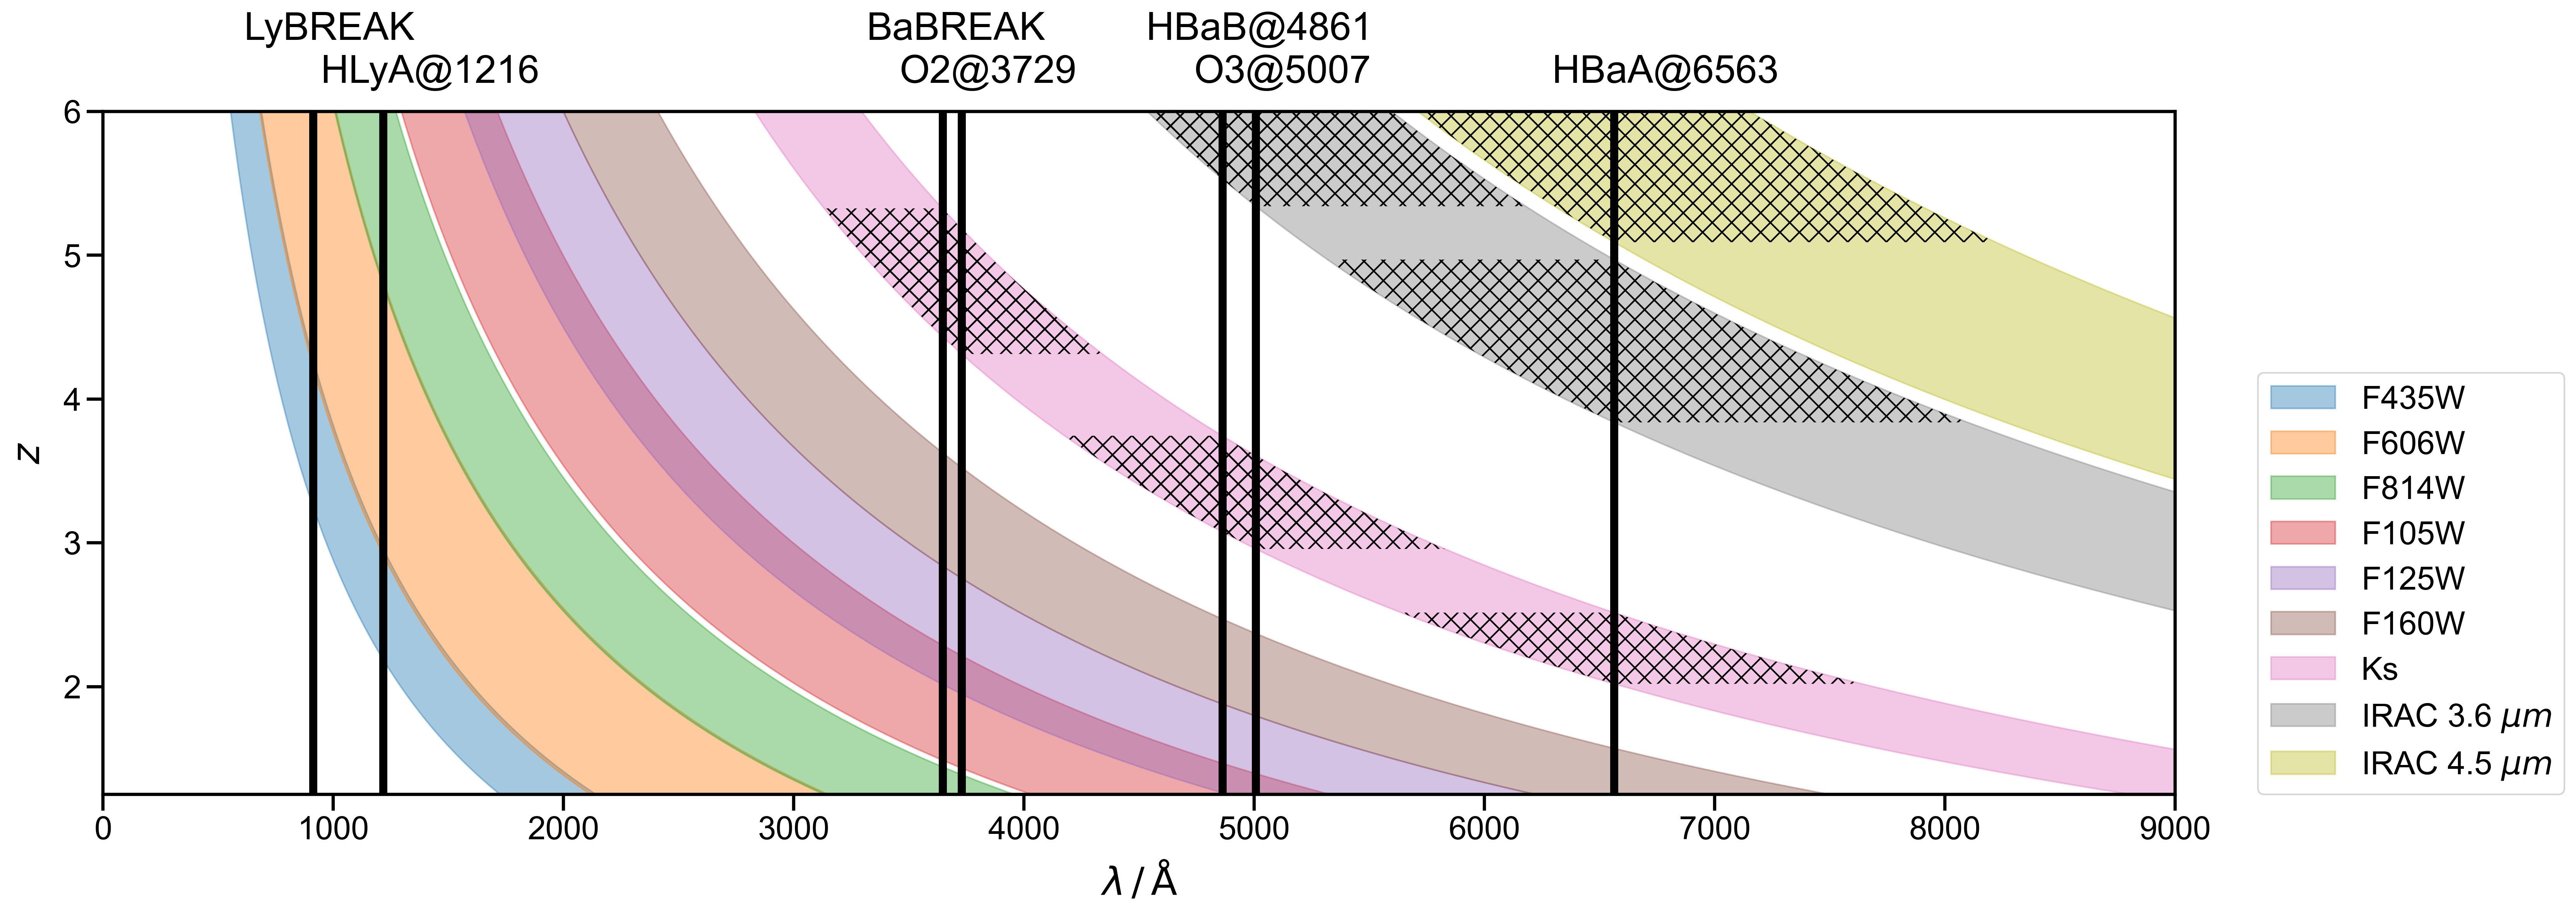 LyBREAK BaBREAK HBaB@4861
HLyA@1216 O2@3729 O3@5007 HBaA@6563
6
5
4
3
2
z
0 1000 2000 3000 4000 5000 6000 7000 8000 9000
λ / Å
F435W
F606W
F814W
F105W
F125W
F160W
Ks
IRAC 3.6 μm
IRAC 4.5 μm